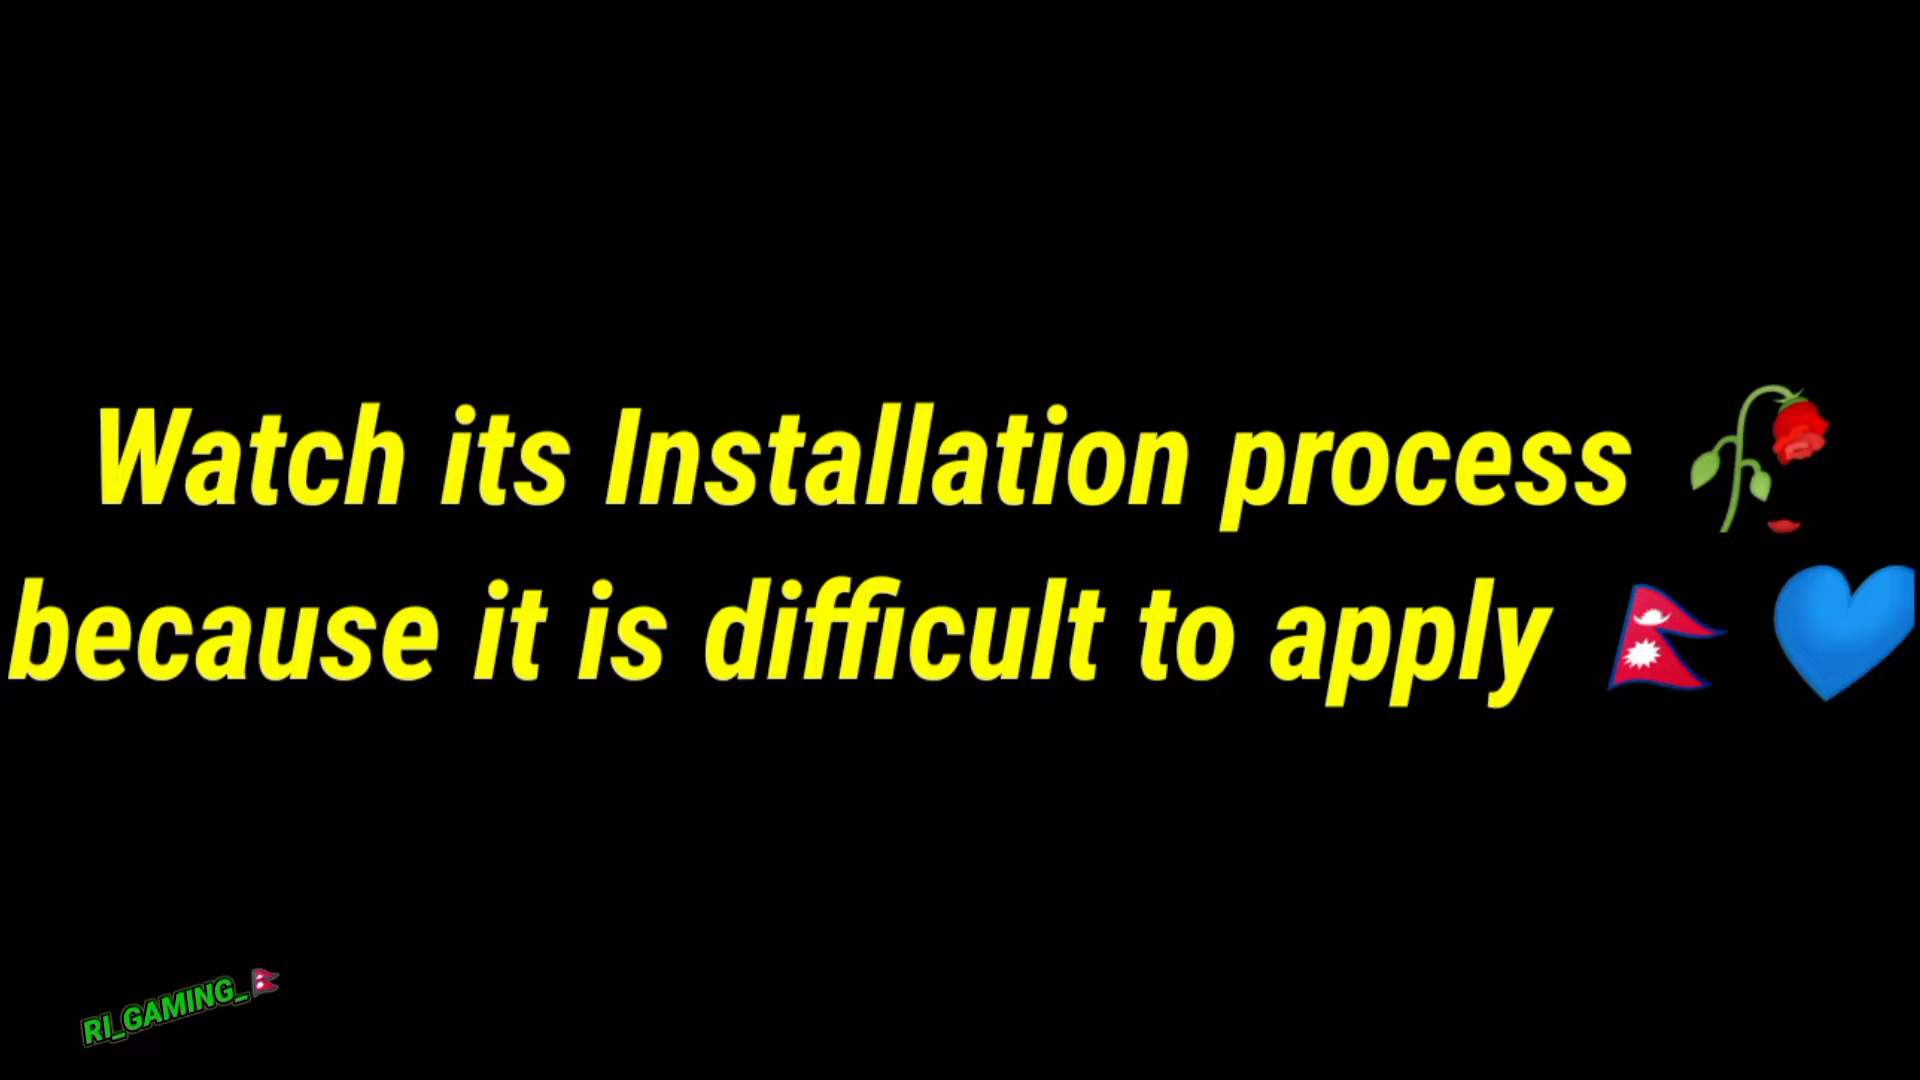 Watch its Installation process 🥀
because it is difficult to apply 🇳🇵 💙
RI_GAMING_🇳🇵